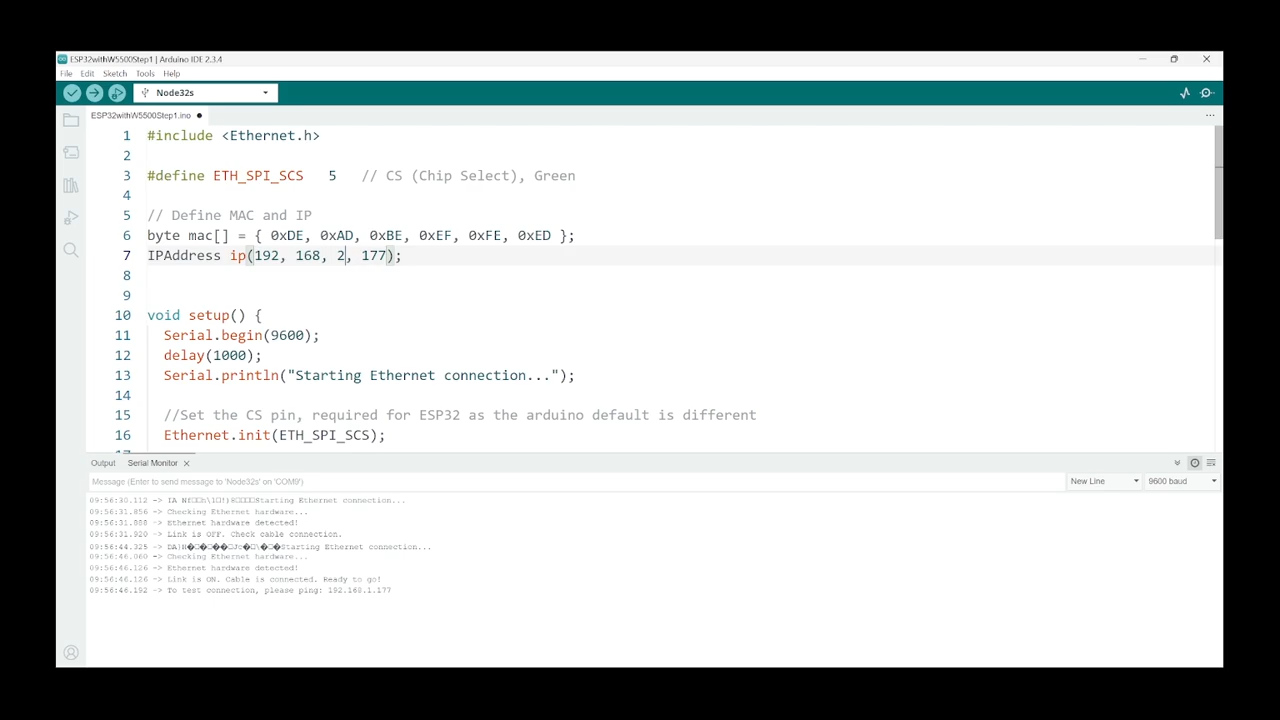 ESP32withW5500Step1 | Arduino IDE 2.3.4
File Edit Sketch Tools Help
Node32s
ESP32withW5500Step1.ino
1 #include <Ethernet.h>
2
3 #define ETH_SPI_SCS 5 // CS (Chip Select), Green
4
5 // Define MAC and IP
6 byte mac[] = { 0xDE, 0xAD, 0xBE, 0xEF, 0xFE, 0xED };
7 IPAddress ip(192, 168, 2, 177);
8
9
10 void setup() {
11 Serial.begin(9600);
12 delay(1000);
13 Serial.println("Starting Ethernet connection...");
14
15 //Set the CS pin, required for ESP32 as the arduino default is different
16 Ethernet.init(ETH_SPI_SCS);
Output Serial Monitor
Message (Enter to send message to 'Node32s' on 'COM9') New Line 9600 baud
09:56:30.112 -> Starting Ethernet connection...
09:56:31.856 -> Checking Ethernet hardware...
09:56:31.888 -> Ethernet hardware detected!
09:56:31.920 -> Link is OFF. Check cable connection.
09:56:44.325 -> Starting Ethernet connection...
09:56:46.060 -> Checking Ethernet hardware...
09:56:46.126 -> Ethernet hardware detected!
09:56:46.126 -> Link is ON. Cable is connected. Ready to go!
09:56:46.192 -> To test connection, please ping: 192.168.1.177